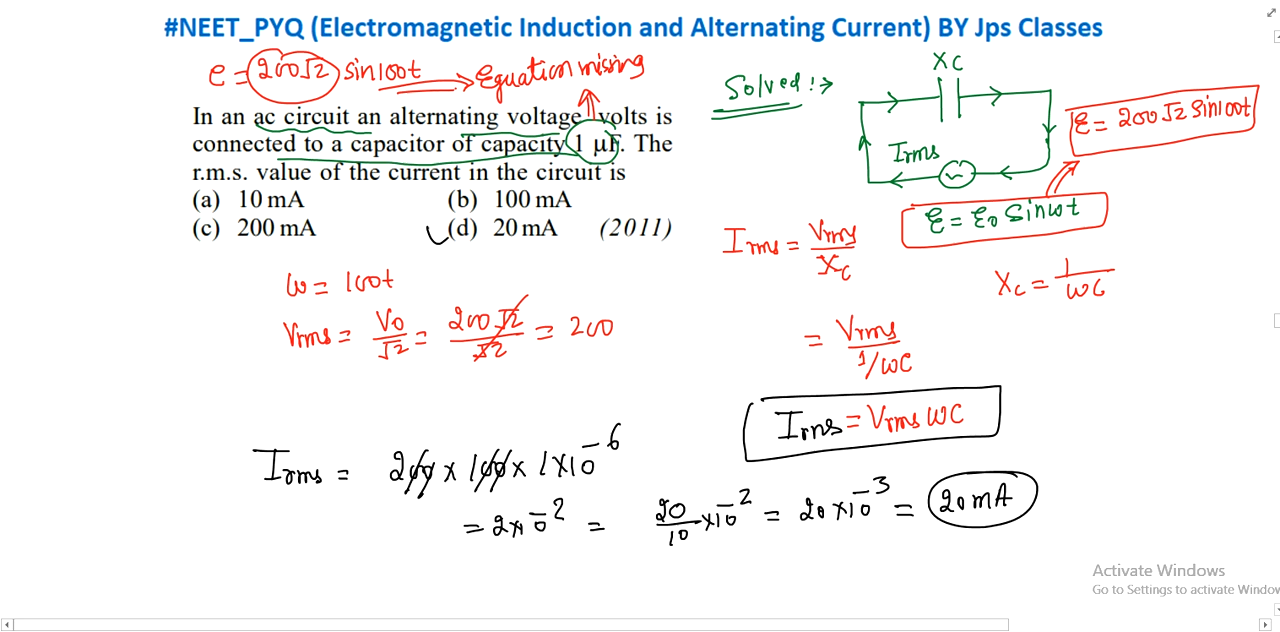 #NEET_PYQ (Electromagnetic Induction and Alternating Current) BY Jps Classes
e = 200√2 sin100t → Equation mising
In an ac circuit an alternating voltage volts is
connected to a capacitor of capacity 1 μF. The
r.m.s. value of the current in the circuit is
(a) 10 mA (b) 100 mA
(c) 200 mA (d) 20 mA (2011)
Solved :→
XC
Irms
ε = 200√2 sin100t
ε = ε₀ sinωt
ω = 100t
Vrms = V₀/√2 = 200√2/√2 = 200
Irms = Vrms/Xc
Xc = 1/ωC
= Vrms/1/ωC
Irms = Vrms ωC
Irms = 200 × 100 × 1×10⁻⁶
= 2×10⁻² = 20/10 ×10⁻² = 20×10⁻³ = 20mA
Activate Windows
Go to Settings to activate Window